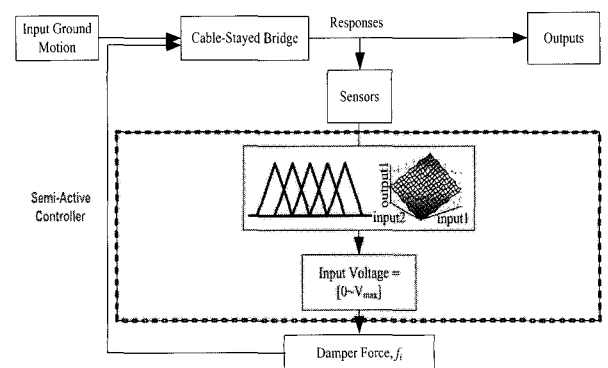 Responses
Input Ground
Motion
Cable-Stayed Bridge
Outputs
Sensors
Semi-Active
Controller
output1
input2
input1
Input Voltage =
[0~Vmax]
Damper Force, fi